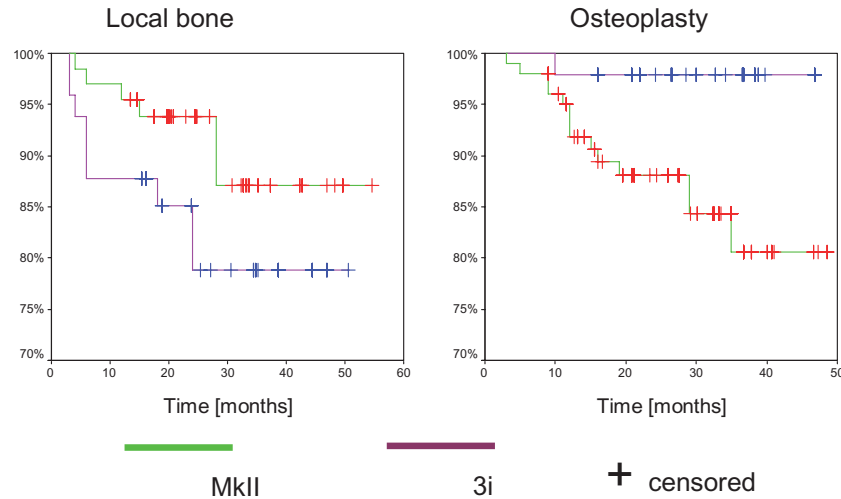 Local bone
Osteoplasty
100%
95%
90%
85%
80%
75%
70%
0 10 20 30 40 50 60
Time [months]
100%
95%
90%
85%
80%
75%
70%
0 10 20 30 40 50
Time [months]
MkII 3i + censored